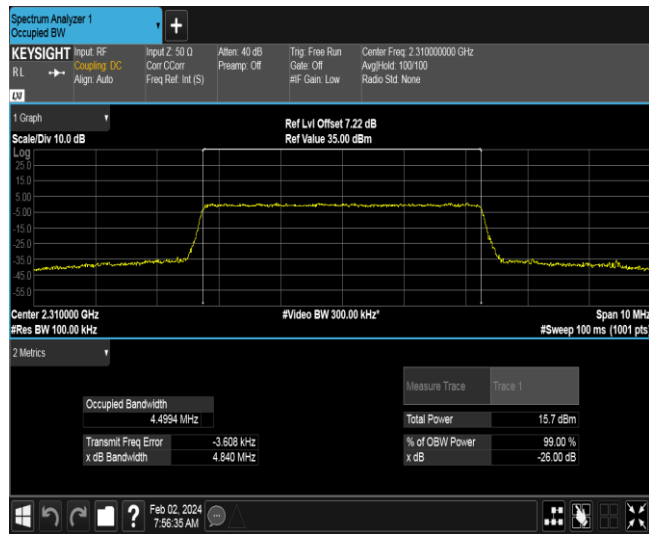 Spectrum Analyzer 1
Occupied BW
+
KEYSIGHT Input: RF Input Z: 50 Ω Atten: 40 dB Trig: Free Run Center Freq: 2.310000000 GHz
RL Coupling: DC Corr CCorr Preamp: Off Gate: Off Avg|Hold: 100/100
Align: Auto Freq Ref: Int (S) #IF Gain: Low Radio Std: None
LXI
1 Graph
Ref Lvl Offset 7.22 dB
Scale/Div 10.0 dB Ref Value 35.00 dBm
Log
25.0
15.0
5.00
-5.00
-15.0
-25.0
-35.0
-45.0
-55.0
Center 2.310000 GHz #Video BW 300.00 kHz* Span 10 MHz
#Res BW 100.00 kHz #Sweep 100 ms (1001 pts)
2 Metrics
Measure Trace Trace 1
Occupied Bandwidth
4.4994 MHz
Total Power 15.7 dBm
Transmit Freq Error -3.608 kHz % of OBW Power 99.00 %
x dB Bandwidth 4.840 MHz x dB -26.00 dB
? Feb 02, 2024
7:56:35 AM